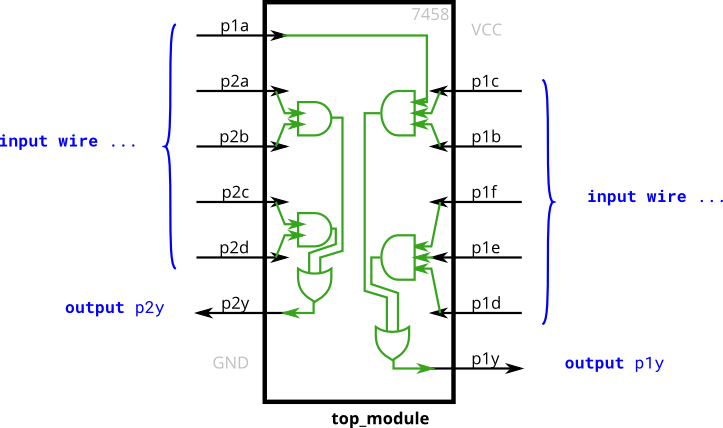 7458
p1a
VCC
p2a
p1c
input wire ...
p2b
p1b
p2c
p1f
input wire ...
p2d
p1e
output p2y
p2y
p1d
GND
p1y
output p1y
top_module